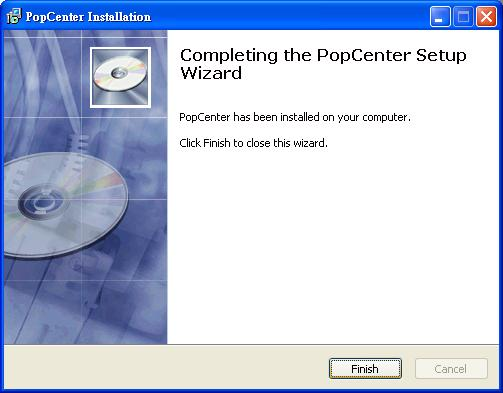 PopCenter Installation
Completing the PopCenter Setup
Wizard
PopCenter has been installed on your computer.
Click Finish to close this wizard.
Finish
Cancel